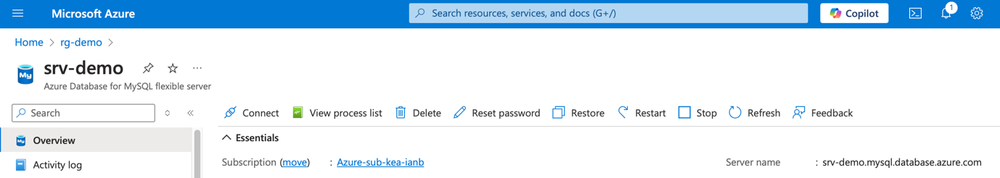 Microsoft Azure Search resources, services, and docs (G+/) Copilot 1
Home > rg-demo >
My srv-demo ...
Azure Database for MySQL flexible server
Search Connect View process list Delete Reset password Restore Restart Stop Refresh Feedback
My Overview Essentials
Activity log Subscription (move) : Azure-sub-kea-ianb Server name : srv-demo.mysql.database.azure.com